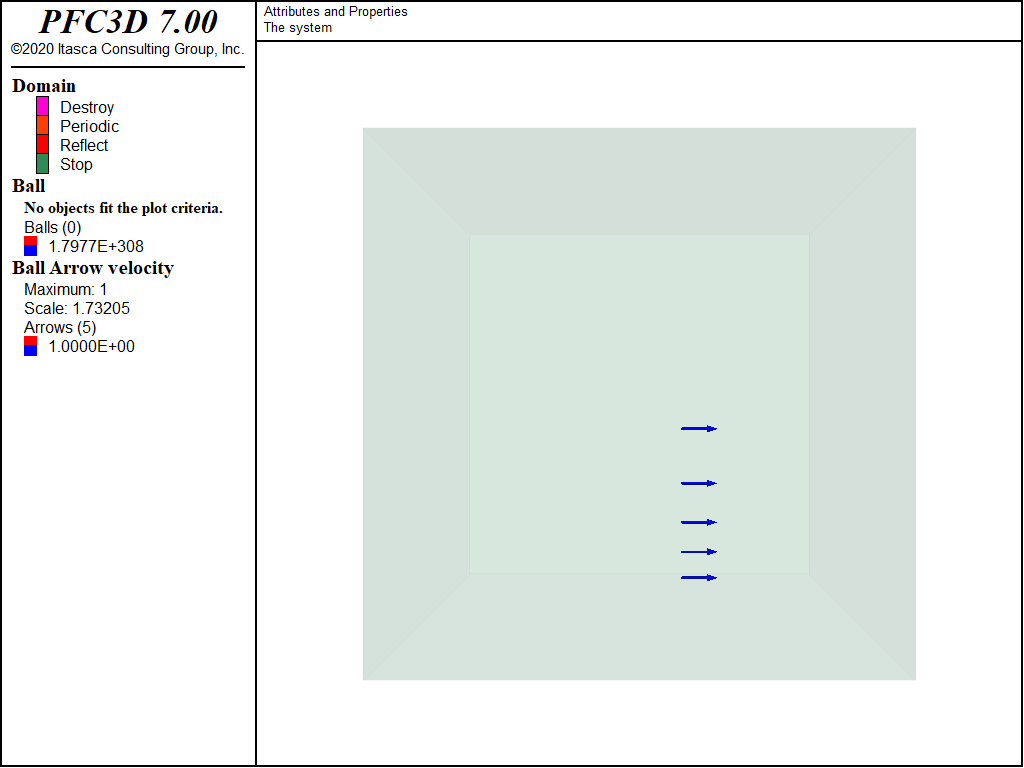 PFC3D 7.00
©2020 Itasca Consulting Group, Inc.
Domain
Destroy
Periodic
Reflect
Stop
Ball
No objects fit the plot criteria.
Balls (0)
1.7977E+308
Ball Arrow velocity
Maximum: 1
Scale: 1.73205
Arrows (5)
1.0000E+00
Attributes and Properties
The system